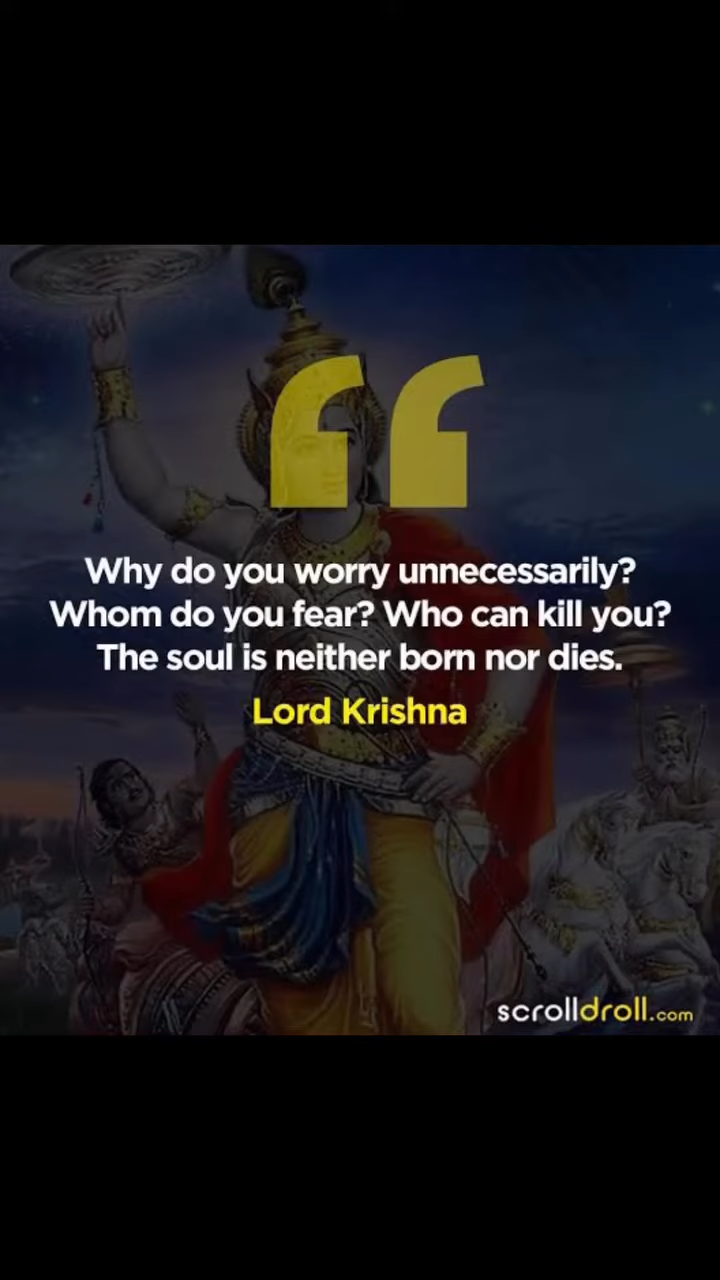 Why do you worry unnecessarily?
Whom do you fear? Who can kill you?
The soul is neither born nor dies.
Lord Krishna
scrolldroll.com